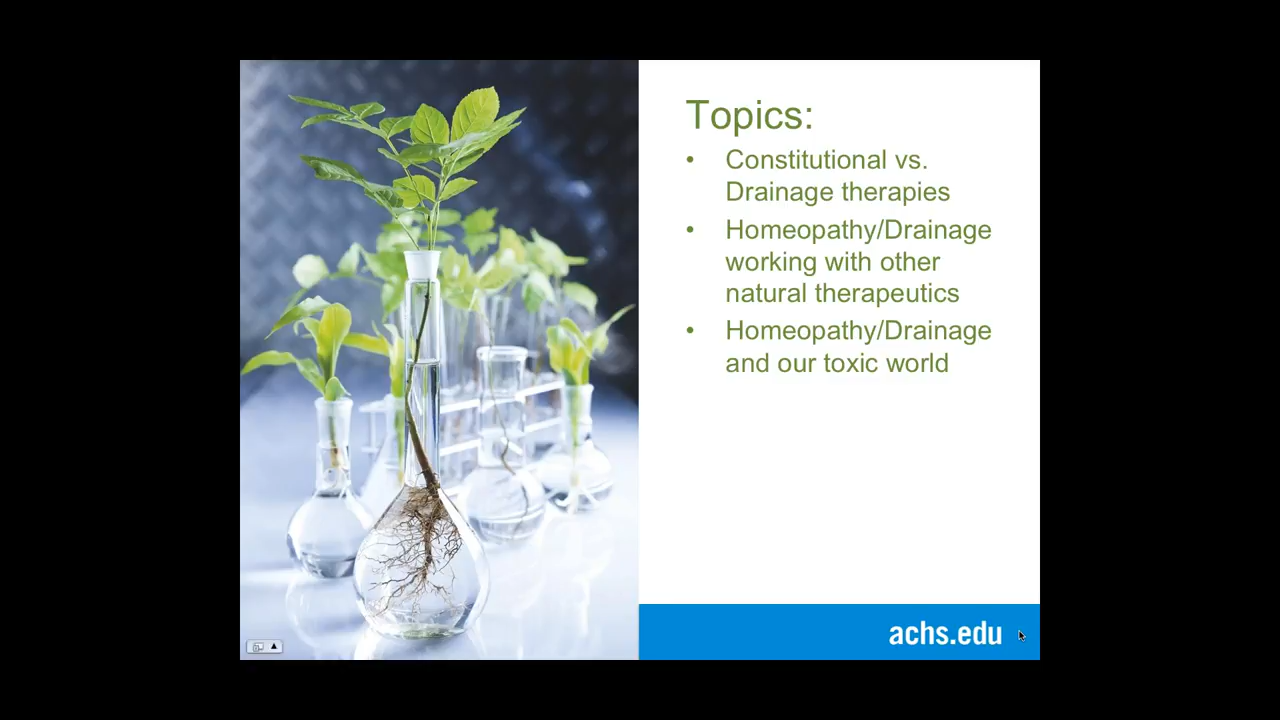 Topics:
• Constitutional vs.
Drainage therapies
• Homeopathy/Drainage
working with other
natural therapeutics
• Homeopathy/Drainage
and our toxic world
achs.edu